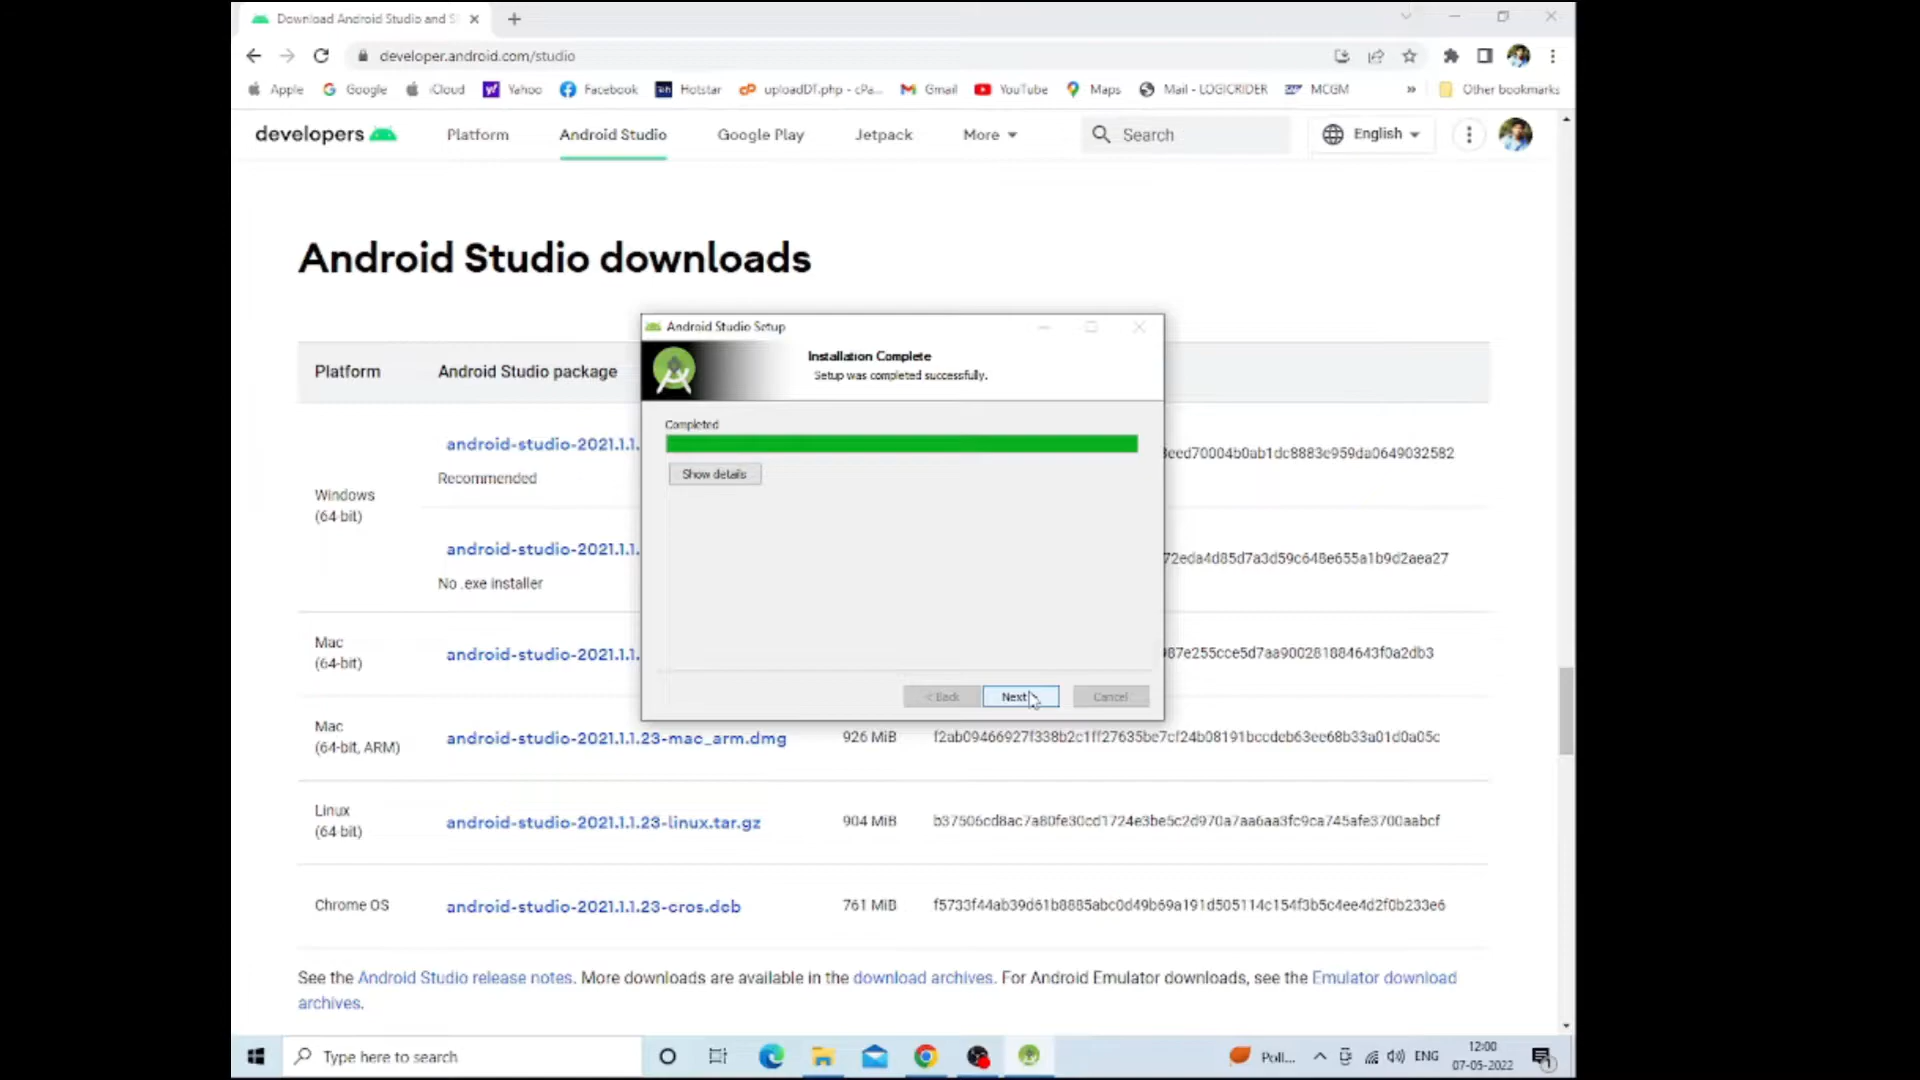 Download Android Studio and S
developer.android.com/studio
Apple
Google
iCloud
Yahoo
Facebook
Hotstar
uploadDT.php - cPa...
Gmail
YouTube
Maps
Mail - LOGICRIDER
MCGM
»
Other bookmarks
developers
Platform
Android Studio
Google Play
Jetpack
More
Search
English
Android Studio downloads
Platform
Android Studio package
Android Studio Setup
Installation Complete
Setup was completed successfully.
Completed
Show details
< Back
Next
Cancel
Windows
(64-bit)
android-studio-2021.1.1.
Recommended
eed70004b0ab1dc8883e959da0649032582
android-studio-2021.1.1.
No .exe installer
72eda4d85d7a3d59c648e655a1b9d2aea27
Mac
(64-bit)
android-studio-2021.1.1.
987e255cce5d7aa900281884643f0a2db3
Mac
(64-bit, ARM)
android-studio-2021.1.1.23-mac_arm.dmg
926 MiB
f2ab09466927f338b2c1ff27635be7cf24b08191bccdeb63ee68b33a01d0a05c
Linux
(64-bit)
android-studio-2021.1.1.23-linux.tar.gz
904 MiB
b37506cd8ac7a80fe30cd1724e3be5c2d970a7aa6aa3fc9ca745afe3700aabcf
Chrome OS
android-studio-2021.1.1.23-cros.deb
761 MiB
f5733f44ab39d61b8885abc0d49b69a191d505114c154f3b5c4ee4d2f0b233e6
See the Android Studio release notes. More downloads are available in the download archives. For Android Emulator downloads, see the Emulator download
archives.
Type here to search
Poll...
ENG
12:00
07-05-2022
1